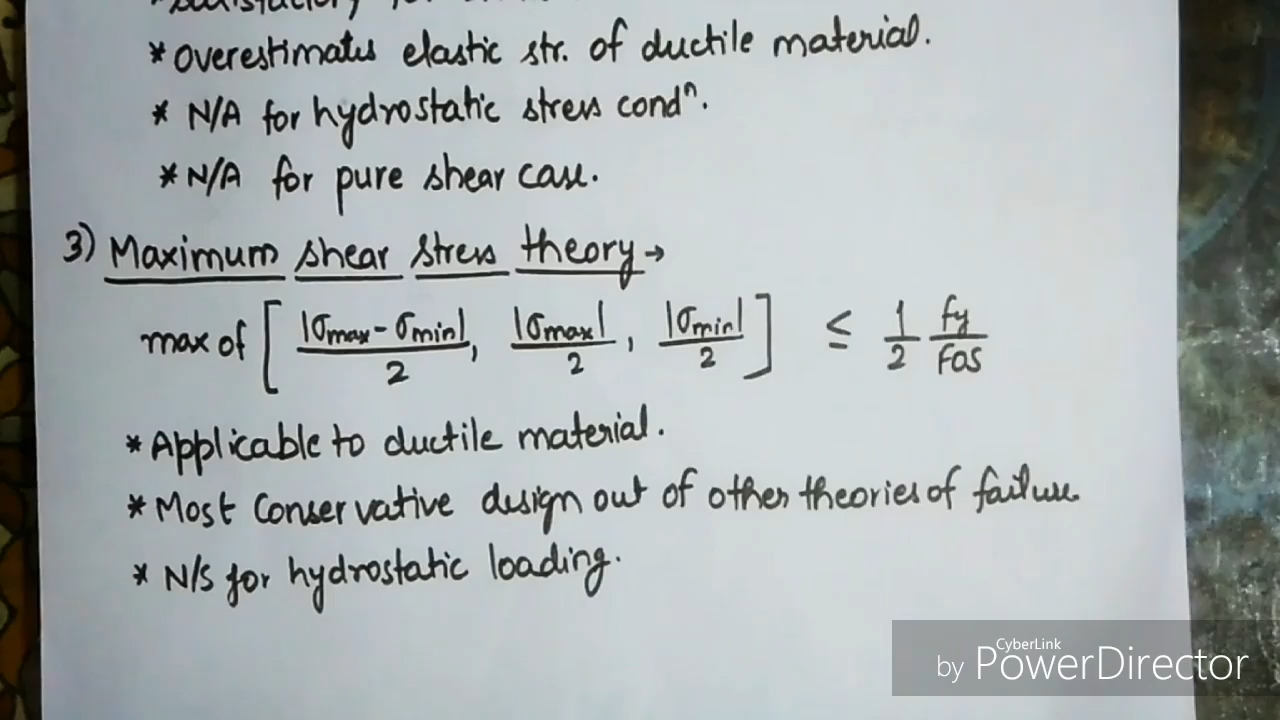 *Overestimates elastic str. of ductile material.
* N/A for hydrostatic stress condⁿ.
* N/A for pure shear case.
3) Maximum shear stress theory →
max of [ |σmax - σmin| / 2, |σmax| / 2, |σmin| / 2 ] ≤ 1/2 fy/FOS
* Applicable to ductile material.
* Most Conservative design out of other theories of failure
* N/S for hydrostatic loading.
CyberLink
by PowerDirector